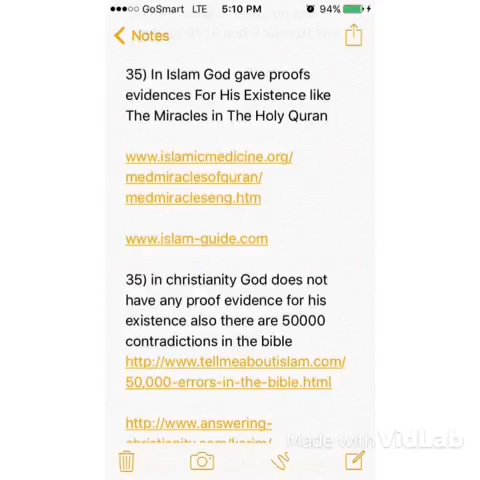 GoSmart LTE 5:10 PM 94%
Notes
35) In Islam God gave proofs
evidences For His Existence like
The Miracles in The Holy Quran
www.islamicmedicine.org/
medmiraclesofquran/
medmiracleseng.htm
www.islam-guide.com
35) in christianity God does not
have any proof evidence for his
existence also there are 50000
contradictions in the bible
http://www.tellmeaboutislam.com/
50,000-errors-in-the-bible.html
http://www.answering-
christianity.com/karim/
Made with VidLab